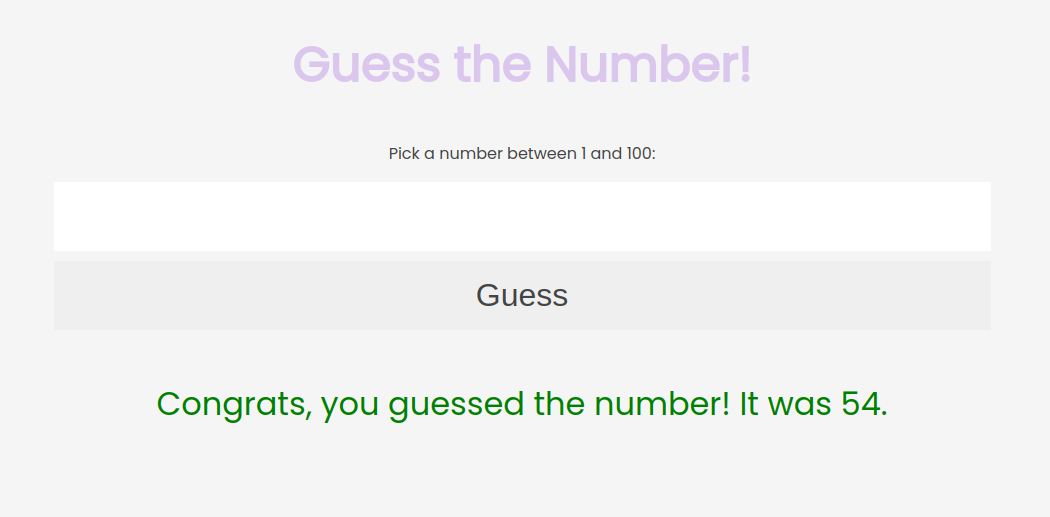 Guess the Number!
Pick a number between 1 and 100:
Guess
Congrats, you guessed the number! It was 54.